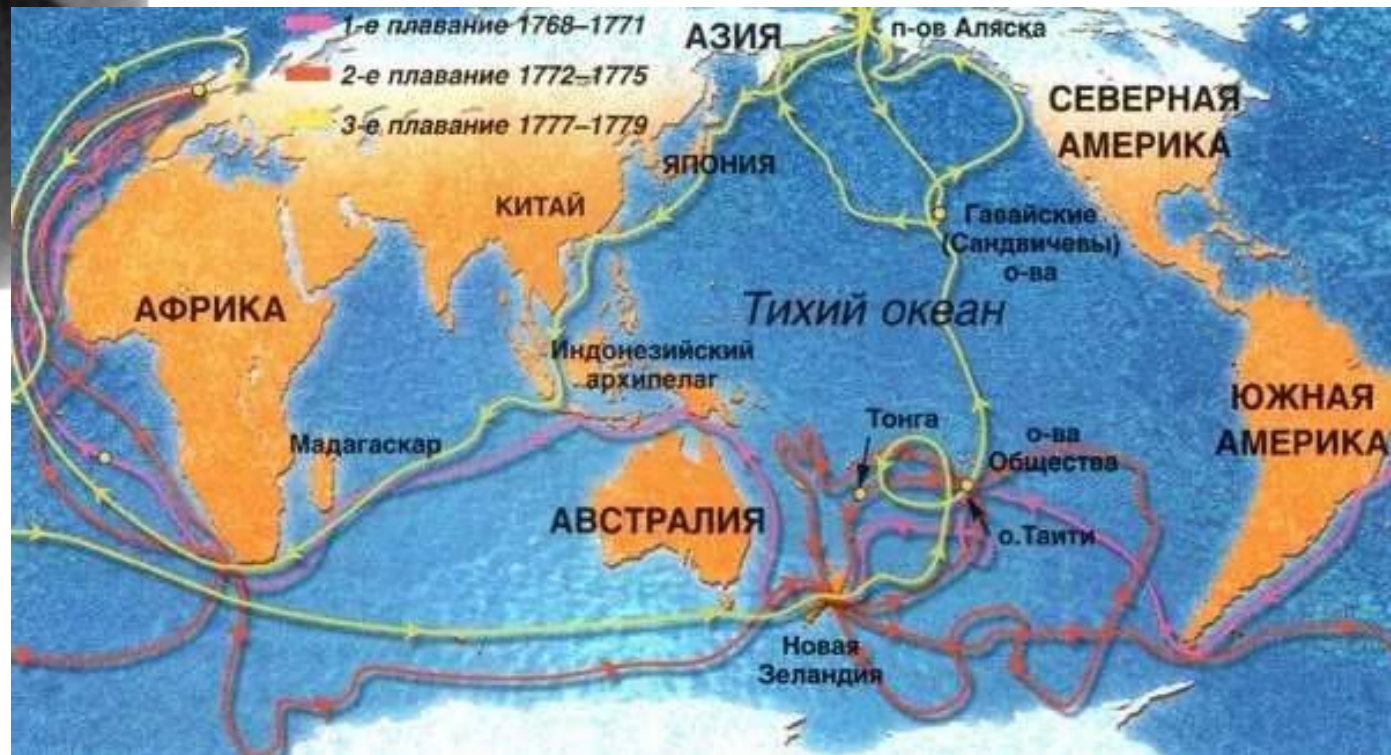 1-е плавание 1768–1771
2-е плавание 1772–1775
3-е плавание 1777–1779
АЗИЯ
п-ов Аляска
СЕВЕРНАЯ
АМЕРИКА
ЯПОНИЯ
КИТАЙ
Гавайские
(Сандвичевы)
о-ва
АФРИКА
Тихий океан
Индонезийский
архипелаг
ЮЖНАЯ
АМЕРИКА
Тонга
о-ва
Общества
Мадагаскар
АВСТРАЛИЯ
о.Таити
Новая
Зеландия